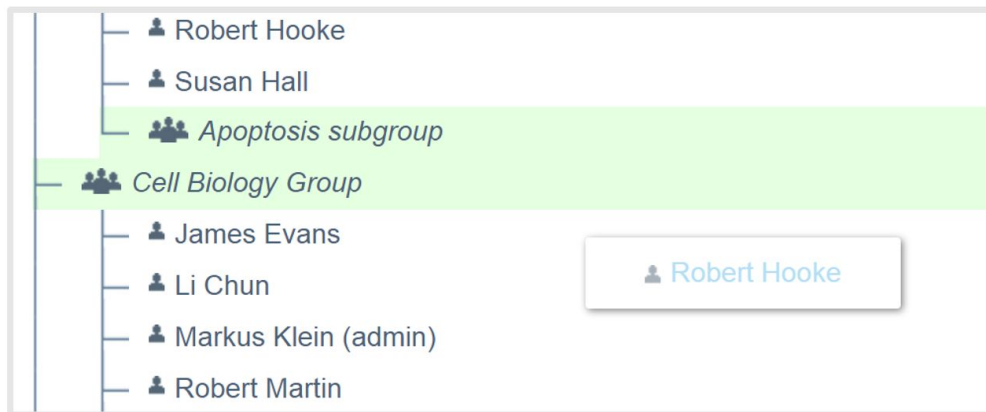 Robert Hooke
Susan Hall
Apoptosis subgroup
Cell Biology Group
James Evans
Li Chun
Robert Hooke
Markus Klein (admin)
Robert Martin